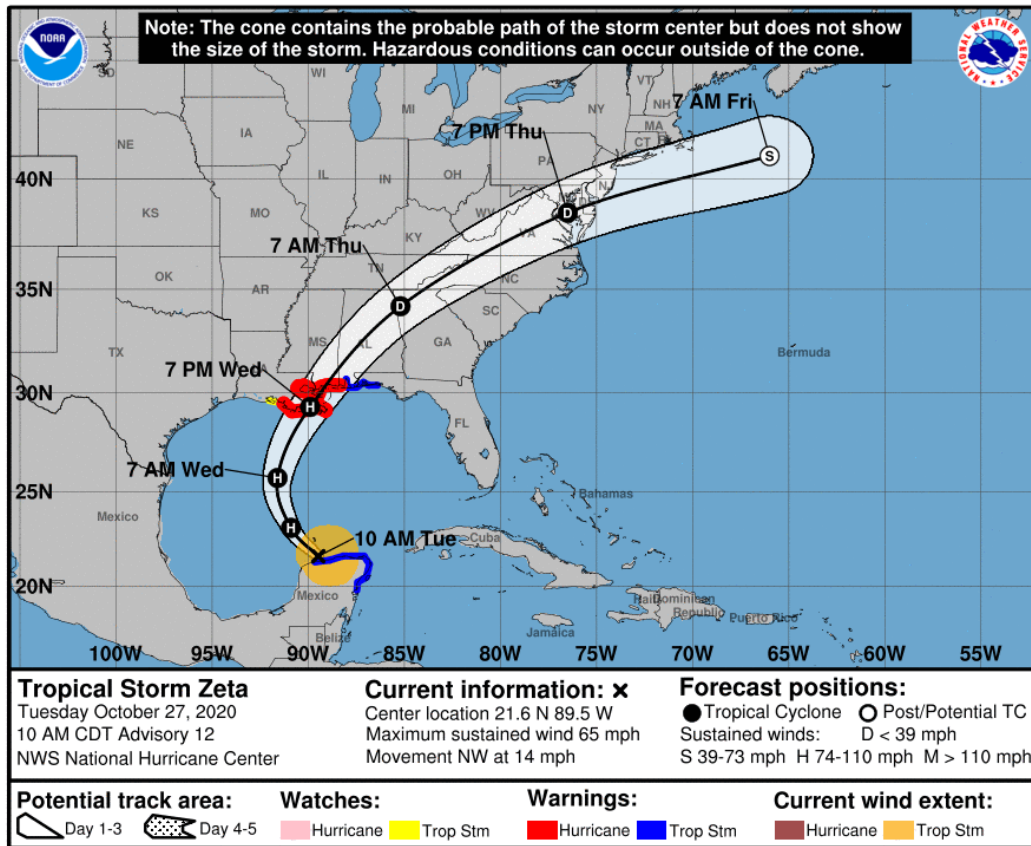 Note: The cone contains the probable path of the storm center but does not show
the size of the storm. Hazardous conditions can occur outside of the cone.
NOAA
NATIONAL WEATHER SERVICE
SD
WI
MI
VT
NH
NY
MA
CT
NE
IA
IL
IN
OH
PA
NJ
KS
MO
WV
VA
KY
OK
AR
TN
NC
TX
MS
AL
GA
SC
FL
Bermuda
Bahamas
Mexico
Cuba
Mexico
Belize
Jamaica
Haiti
Dominican
Republic
Puerto Rico
7 AM Fri
7 PM Thu
7 AM Thu
7 PM Wed
7 AM Wed
10 AM Tue
S
D
D
H
H
H
40N
35N
30N
25N
20N
100W 95W 90W 85W 80W 75W 70W 65W 60W 55W
Tropical Storm Zeta
Tuesday October 27, 2020
10 AM CDT Advisory 12
NWS National Hurricane Center
Current information: x
Center location 21.6 N 89.5 W
Maximum sustained wind 65 mph
Movement NW at 14 mph
Forecast positions:
Tropical Cyclone Post/Potential TC
Sustained winds: D < 39 mph
S 39-73 mph H 74-110 mph M > 110 mph
Potential track area:
Day 1-3 Day 4-5
Watches:
Hurricane Trop Stm
Warnings:
Hurricane Trop Stm
Current wind extent:
Hurricane Trop Stm